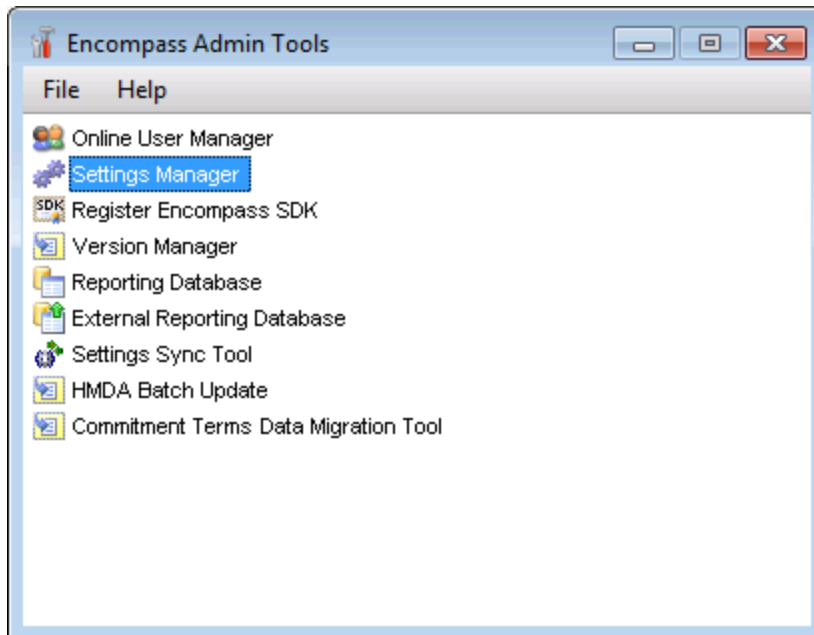 Encompass Admin Tools
File Help
Online User Manager
Settings Manager
SDK Register Encompass SDK
Version Manager
Reporting Database
External Reporting Database
Settings Sync Tool
HMDA Batch Update
Commitment Terms Data Migration Tool